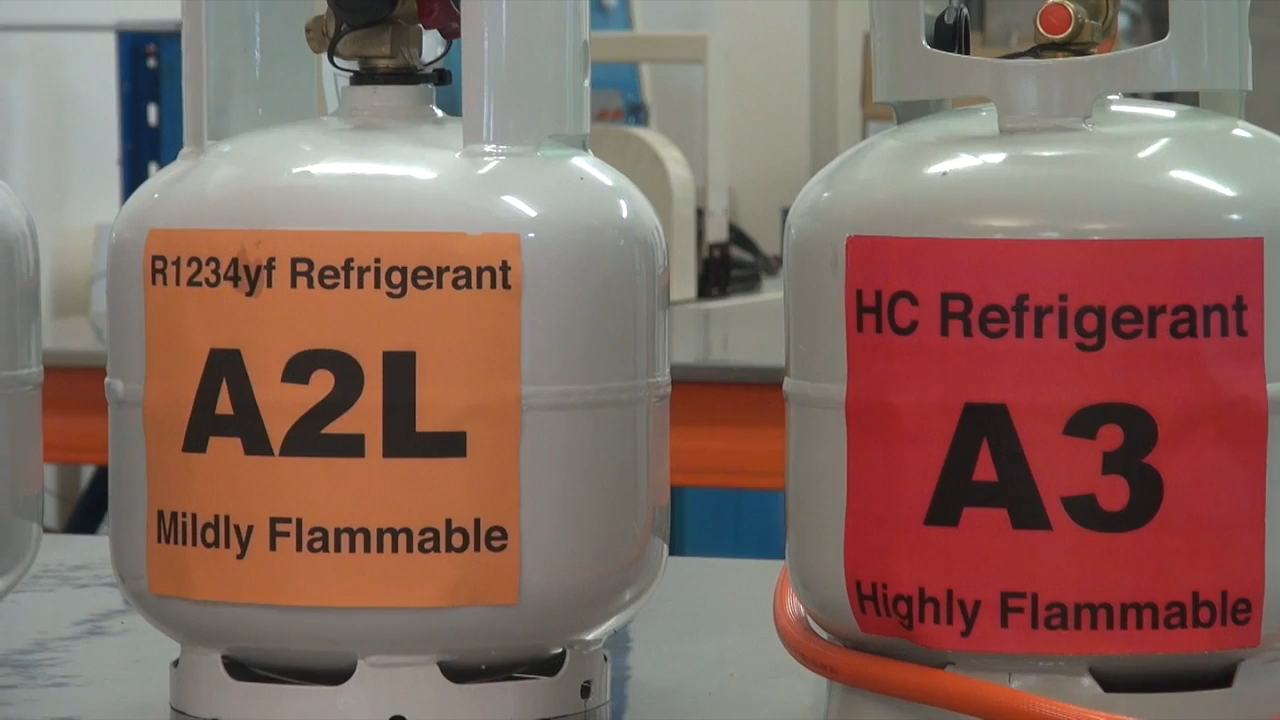 R1234yf Refrigerant
A2L
Mildly Flammable
HC Refrigerant
A3
Highly Flammable